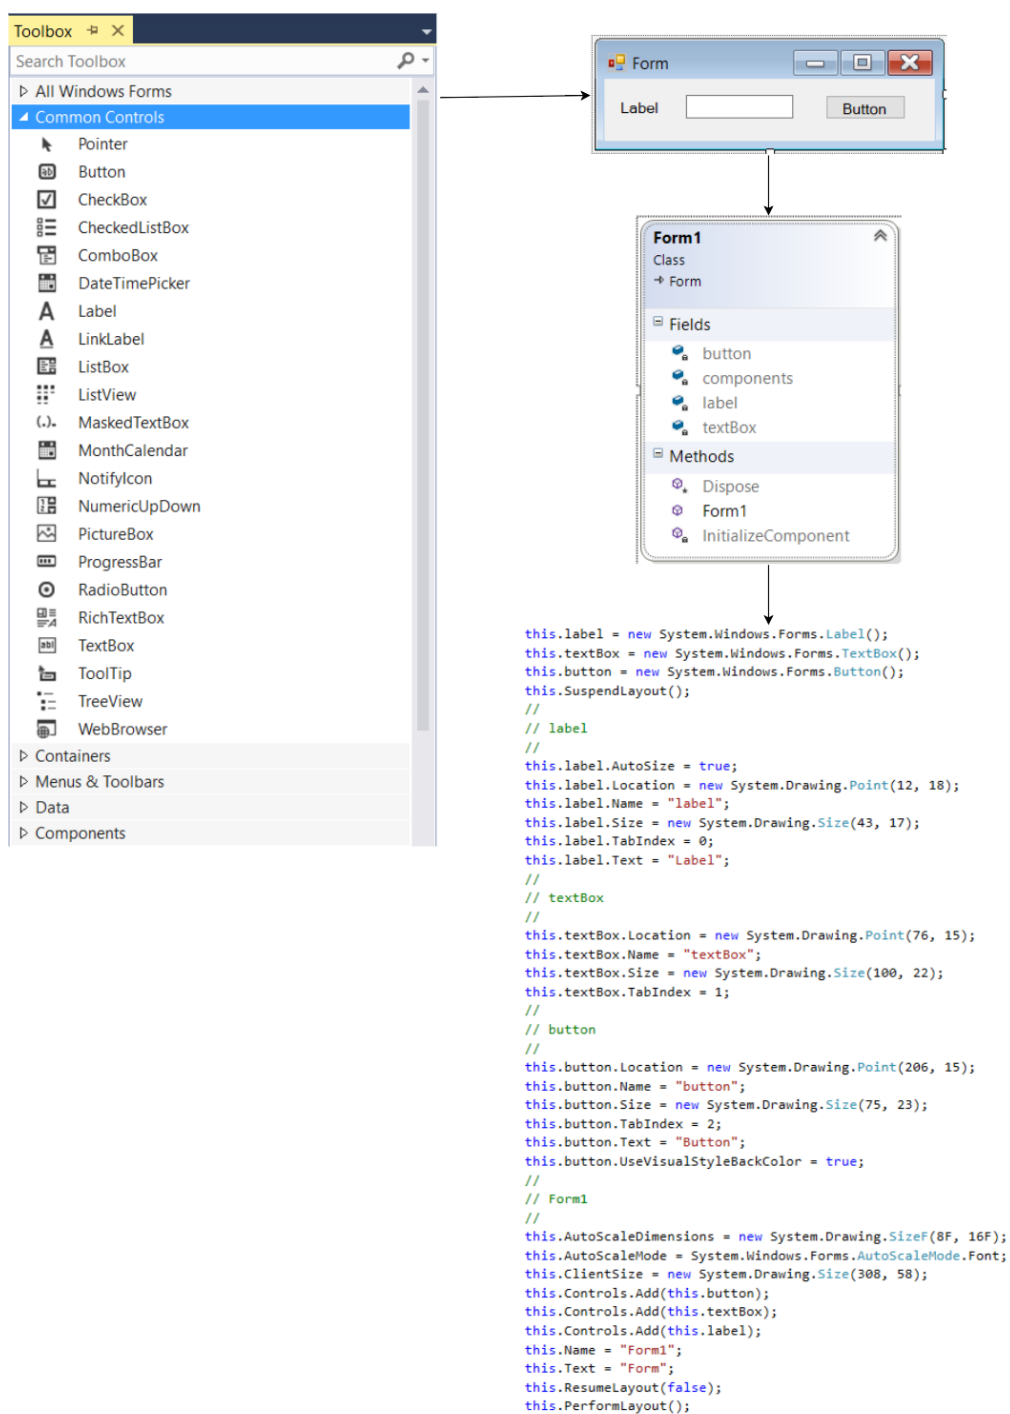 Toolbox
Search Toolbox
All Windows Forms
Common Controls
Pointer
Button
CheckBox
CheckedListBox
ComboBox
DateTimePicker
Label
LinkLabel
ListBox
ListView
MaskedTextBox
MonthCalendar
NotifyIcon
NumericUpDown
PictureBox
ProgressBar
RadioButton
RichTextBox
TextBox
ToolTip
TreeView
WebBrowser
Containers
Menus & Toolbars
Data
Components
Form
Label
Button
Form1
Class
Form
Fields
button
components
label
textBox
Methods
Dispose
Form1
InitializeComponent
this.label = new System.Windows.Forms.Label();
this.textBox = new System.Windows.Forms.TextBox();
this.button = new System.Windows.Forms.Button();
this.SuspendLayout();
//
// label
//
this.label.AutoSize = true;
this.label.Location = new System.Drawing.Point(12, 18);
this.label.Name = "label";
this.label.Size = new System.Drawing.Size(43, 17);
this.label.TabIndex = 0;
this.label.Text = "Label";
//
// textBox
//
this.textBox.Location = new System.Drawing.Point(76, 15);
this.textBox.Name = "textBox";
this.textBox.Size = new System.Drawing.Size(100, 22);
this.textBox.TabIndex = 1;
//
// button
//
this.button.Location = new System.Drawing.Point(206, 15);
this.button.Name = "button";
this.button.Size = new System.Drawing.Size(75, 23);
this.button.TabIndex = 2;
this.button.Text = "Button";
this.button.UseVisualStyleBackColor = true;
//
// Form1
//
this.AutoScaleDimensions = new System.Drawing.SizeF(8F, 16F);
this.AutoScaleMode = System.Windows.Forms.AutoScaleMode.Font;
this.ClientSize = new System.Drawing.Size(308, 58);
this.Controls.Add(this.button);
this.Controls.Add(this.textBox);
this.Controls.Add(this.label);
this.Name = "Form1";
this.Text = "Form";
this.ResumeLayout(false);
this.PerformLayout();